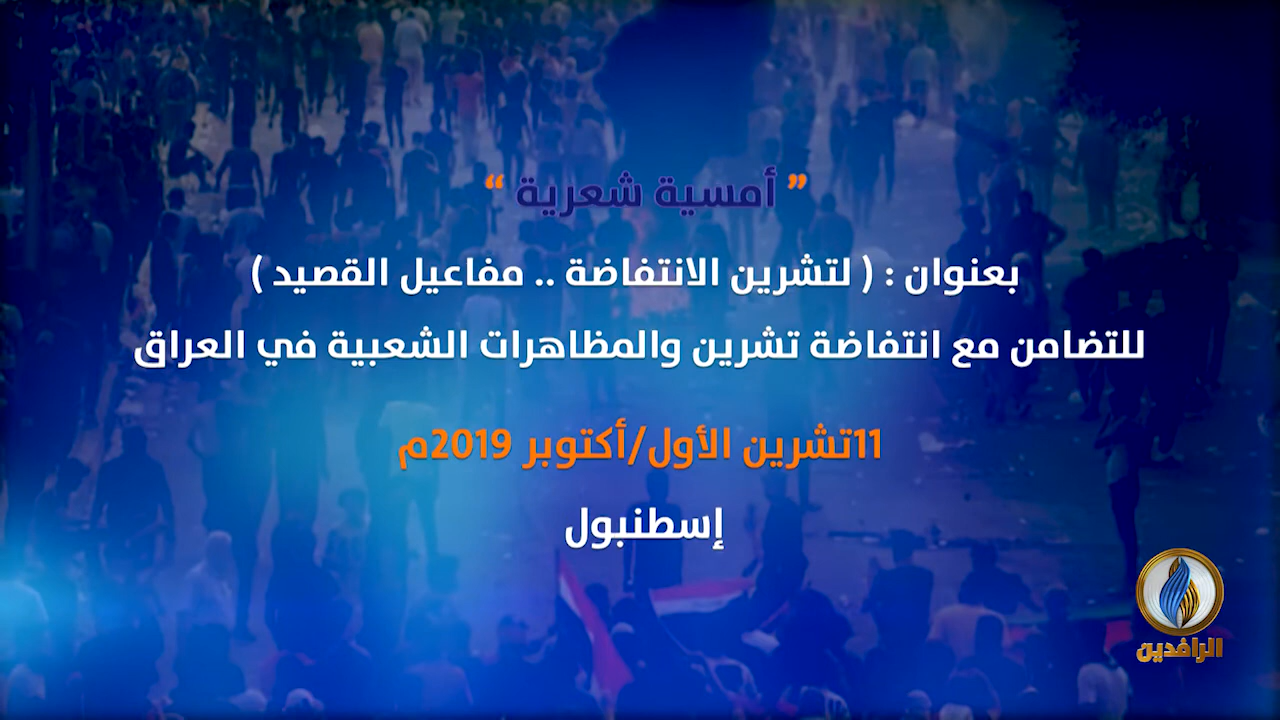 ” أمسية شعرية “
بعنوان : ( لتشرين الانتفاضة .. مفاعيل القصيد )
للتضامن مع انتفاضة تشرين والمظاهرات الشعبية في العراق
11تشرين الأول/أكتوبر 2019م
إسطنبول
الرافدين